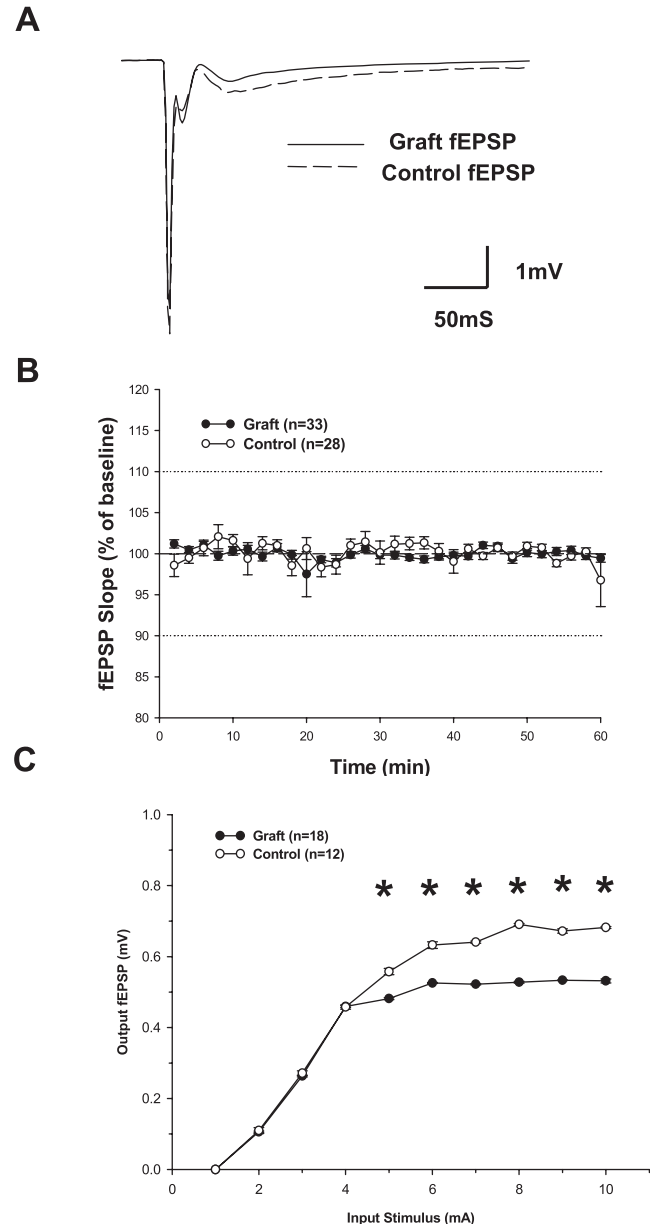 A
Graft fEPSP
Control fEPSP
1mV
50mS
B
120
110
105
100
95
90
85
80
Graft (n=33)
Control (n=28)
fEPSP Slope (% of baseline)
0
10
20
30
40
50
60
Time (min)
C
1.0
0.8
0.6
0.4
0.2
0.0
Graft (n=18)
Control (n=12)
* * * * * *
Output fEPSP (mV)
0
2
4
6
8
10
Input Stimulus (mA)